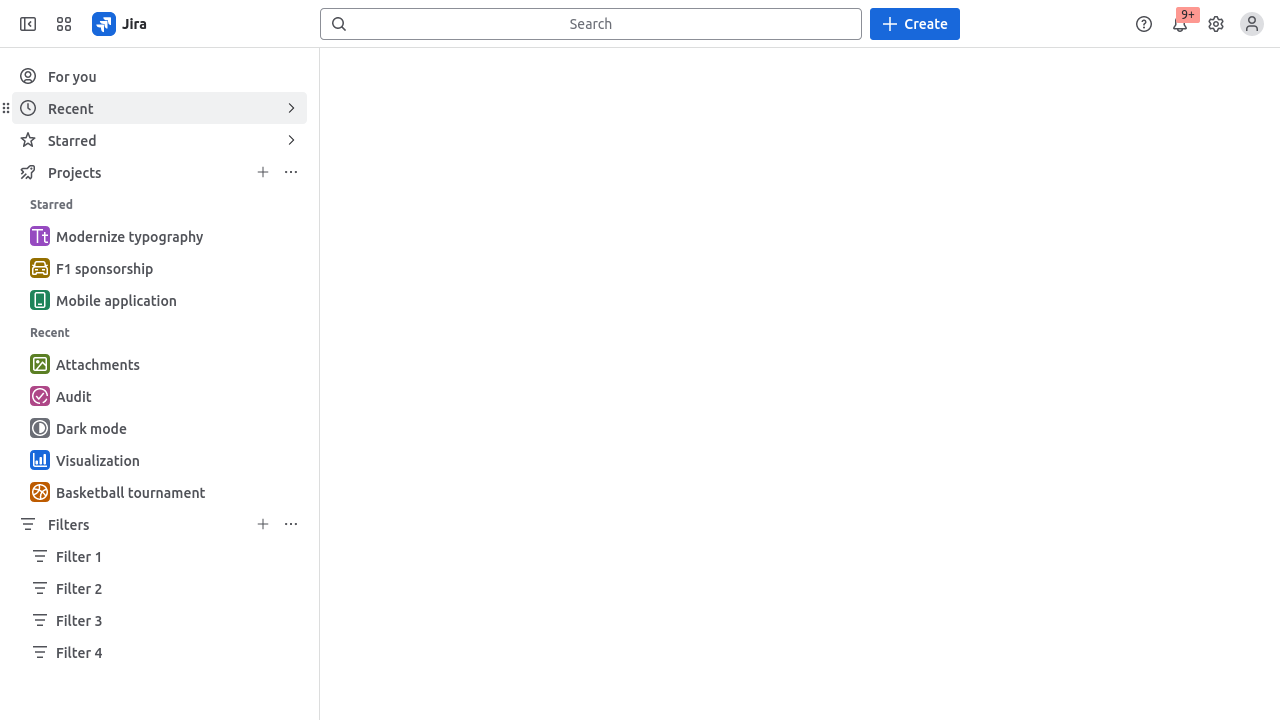 Jira
Search
Create
9+
For you
Recent
Starred
Projects
Starred
Modernize typography
F1 sponsorship
Mobile application
Recent
Attachments
Audit
Dark mode
Visualization
Basketball tournament
Filters
Filter 1
Filter 2
Filter 3
Filter 4